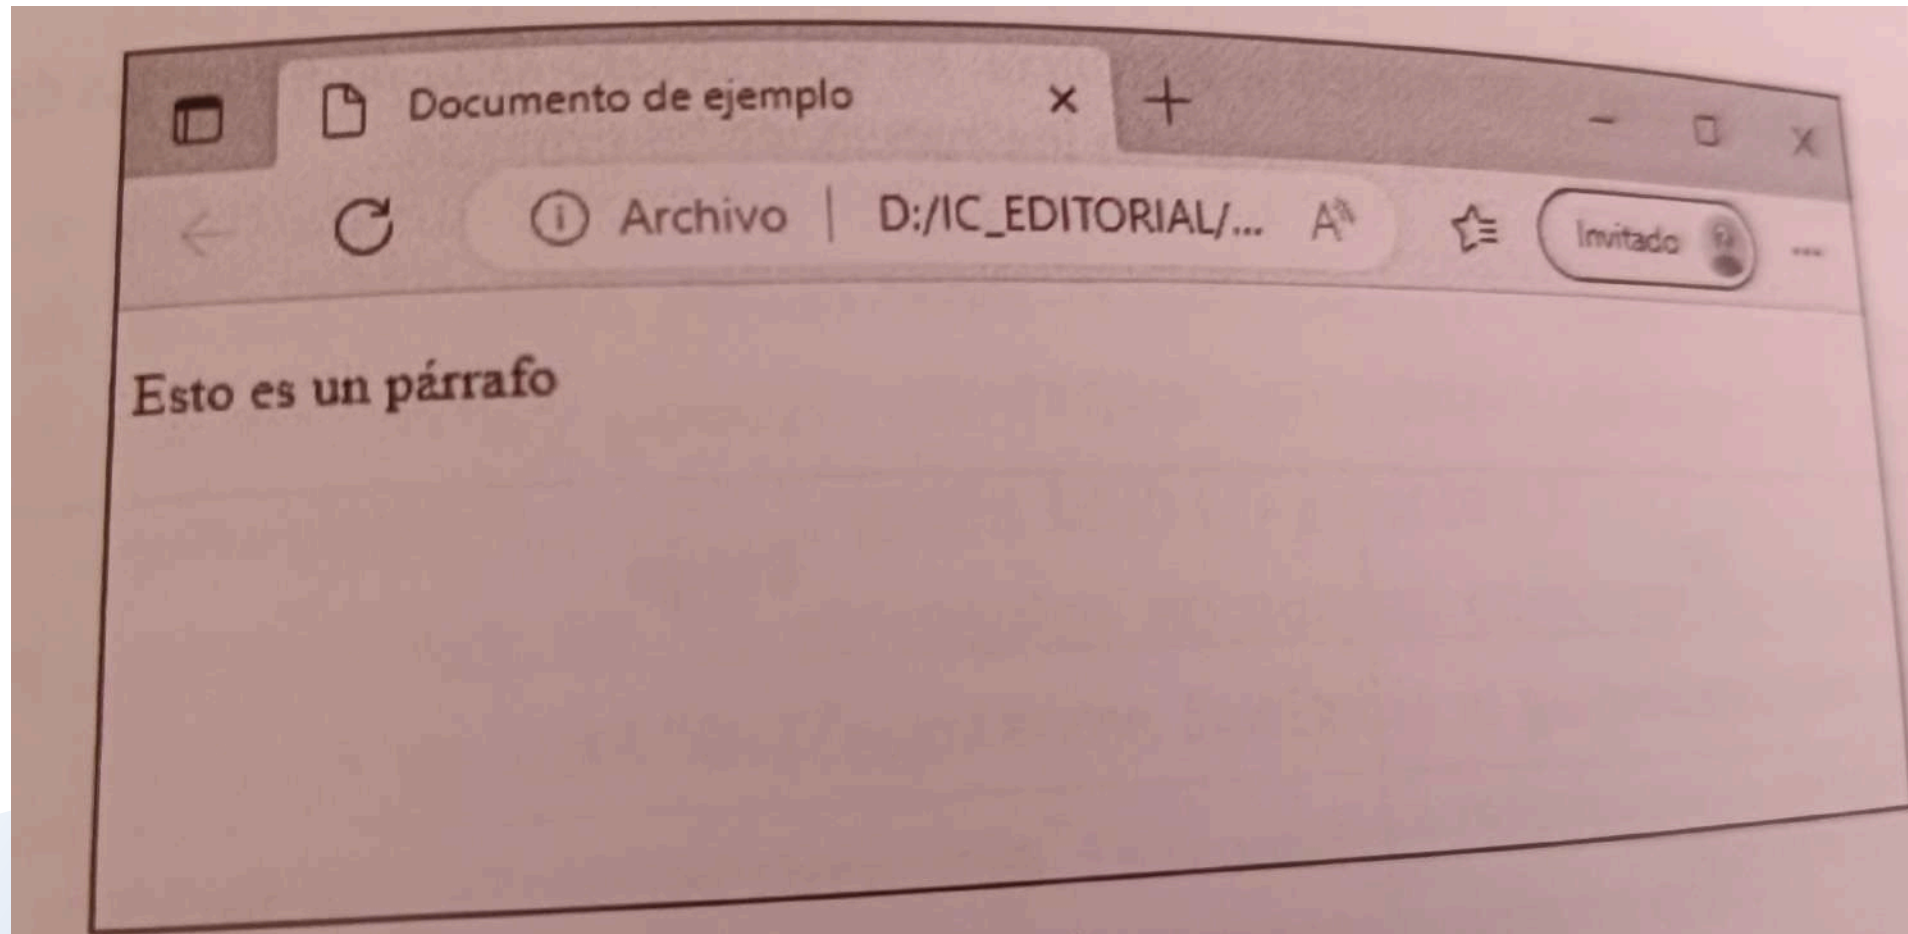 Documento de ejemplo
Archivo | D:/IC_EDITORIAL/... A
Invitado
Esto es un párrafo